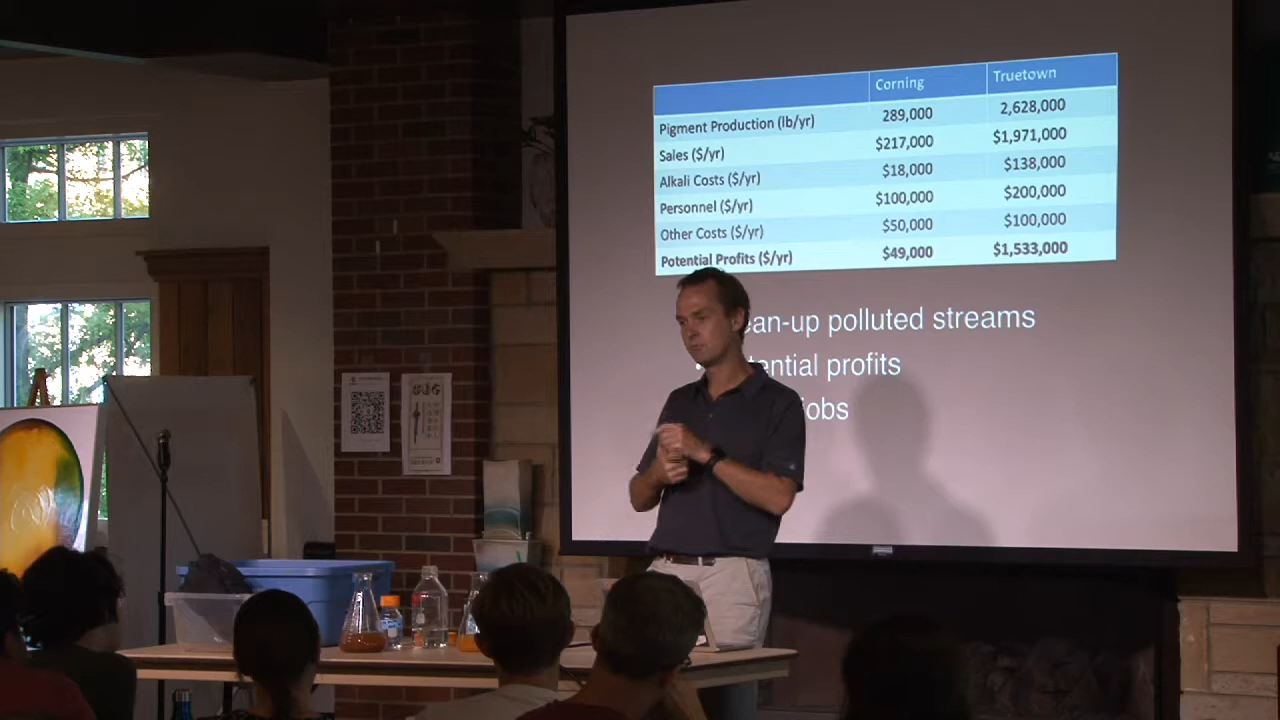 Corning Truetown
Pigment Production (lb/yr) 289,000 2,628,000
Sales ($/yr) $217,000 $1,971,000
Alkali Costs ($/yr) $18,000 $138,000
Personnel ($/yr) $100,000 $200,000
Other Costs ($/yr) $50,000 $100,000
Potential Profits ($/yr) $49,000 $1,533,000
ean-up polluted streams
ential profits
jobs